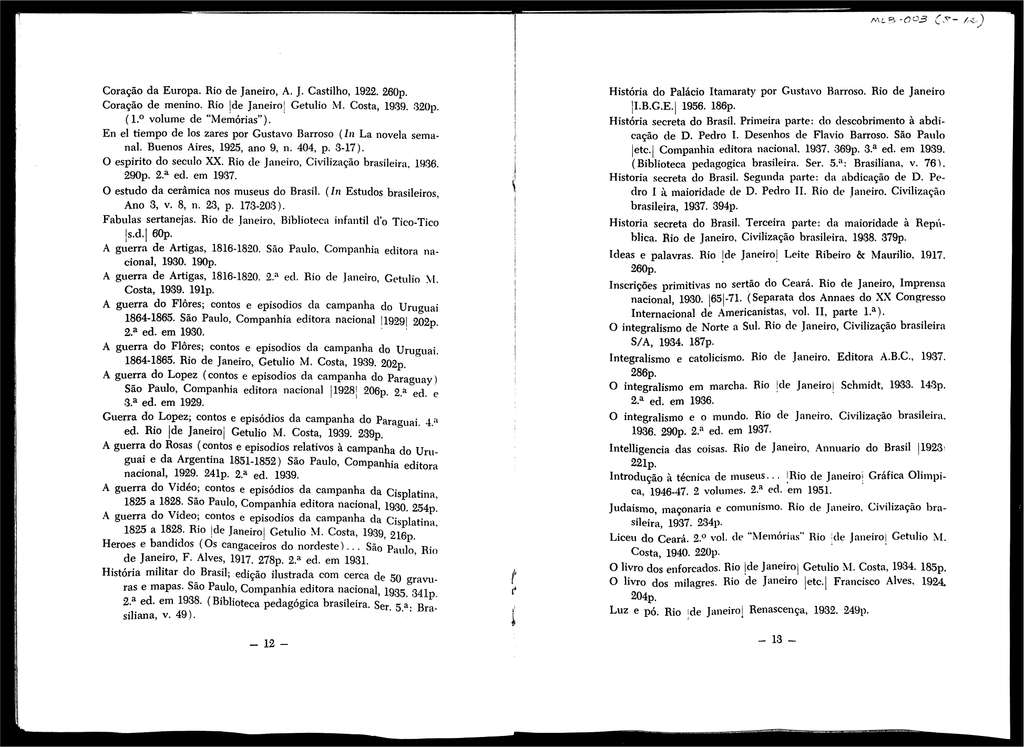 MLB-003 (5-12)
Coração da Europa. Rio de Janeiro, A. J. Castilho, 1922. 260p.
Coração de menino. Rio |de Janeiro| Getulio M. Costa, 1939. 320p.
(1.º volume de "Memórias").
En el tiempo de los zares por Gustavo Barroso (In La novela sema-
nal. Buenos Aires, 1925, ano 9, n. 404, p. 3-17).
O espirito do seculo XX. Rio de Janeiro, Civilização brasileira, 1936.
290p. 2.ª ed. em 1937.
O estudo da cerâmica nos museus do Brasil. (In Estudos brasileiros,
Ano 3, v. 8, n. 23, p. 173-203).
Fabulas sertanejas. Rio de Janeiro, Biblioteca infantil d'o Tico-Tico
|s.d.| 60p.
A guerra de Artigas, 1816-1820. São Paulo, Companhia editora na-
cional, 1930. 190p.
A guerra de Artigas, 1816-1820. 2.ª ed. Rio de Janeiro, Getulio M.
Costa, 1939. 191p.
A guerra do Flôres; contos e episodios da campanha do Uruguai
1864-1865. São Paulo, Companhia editora nacional |1929| 202p.
2.ª ed. em 1930.
A guerra do Flôres; contos e episodios da campanha do Uruguai.
1864-1865. Rio de Janeiro, Getulio M. Costa, 1939. 202p.
A guerra do Lopez (contos e episodios da campanha do Paraguay)
São Paulo, Companhia editora nacional |1928| 206p. 2.ª ed. e
3.ª ed. em 1929.
Guerra do Lopez; contos e episódios da campanha do Paraguai. 4.ª
ed. Rio |de Janeiro| Getulio M. Costa, 1939. 239p.
A guerra do Rosas (contos e episodios relativos à campanha do Uru-
guai e da Argentina 1851-1852) São Paulo, Companhia editora
nacional, 1929. 241p. 2.ª ed. 1939.
A guerra do Vidéo; contos e episódios da campanha da Cisplatina,
1825 a 1828. São Paulo, Companhia editora nacional, 1930. 254p.
A guerra do Video; contos e episodios da campanha da Cisplatina,
1825 a 1828. Rio |de Janeiro| Getulio M. Costa, 1939, 216p.
Heroes e bandidos (Os cangaceiros do nordeste)... São Paulo, Rio
de Janeiro, F. Alves, 1917. 278p. 2.ª ed. em 1931.
História militar do Brasil; edição ilustrada com cerca de 50 gravu-
ras e mapas. São Paulo, Companhia editora nacional, 1935. 341p.
2.ª ed. em 1938. (Biblioteca pedagógica brasileira. Ser. 5.ª: Bra-
siliana, v. 49).
— 12 —
História do Palácio Itamaraty por Gustavo Barroso. Rio de Janeiro
|I.B.G.E.| 1956. 186p.
História secreta do Brasil. Primeira parte: do descobrimento à abdi-
cação de D. Pedro I. Desenhos de Flavio Barroso. São Paulo
|etc.| Companhia editora nacional, 1937. 369p. 3.ª ed. em 1939.
(Biblioteca pedagogica brasileira. Ser. 5.ª: Brasiliana, v. 76).
Historia secreta do Brasil. Segunda parte: da abdicação de D. Pe-
dro I à maioridade de D. Pedro II. Rio de Janeiro, Civilização
brasileira, 1937. 394p.
Historia secreta do Brasil. Terceira parte: da maioridade à Repú-
blica. Rio de Janeiro, Civilização brasileira, 1938. 379p.
Ideas e palavras. Rio |de Janeiro| Leite Ribeiro & Maurilio, 1917.
260p.
Inscrições primitivas no sertão do Ceará. Rio de Janeiro, Imprensa
nacional, 1930. |65|-71. (Separata dos Annaes do XX Congresso
Internacional de Americanistas, vol. II, parte 1.ª).
O integralismo de Norte a Sul. Rio de Janeiro, Civilização brasileira
S/A, 1934. 187p.
Integralismo e catolicismo. Rio de Janeiro, Editora A.B.C., 1937.
286p.
O integralismo em marcha. Rio |de Janeiro| Schmidt, 1933. 143p.
2.ª ed. em 1936.
O integralismo e o mundo. Rio de Janeiro, Civilização brasileira,
1936. 290p. 2.ª ed. em 1937.
Intelligencia das coisas. Rio de Janeiro, Annuario do Brasil |1923|
221p.
Introdução à técnica de museus... |Rio de Janeiro| Gráfica Olimpi-
ca, 1946-47. 2 volumes. 2.ª ed. em 1951.
Judaismo, maçonaria e comunismo. Rio de Janeiro, Civilização bra-
sileira, 1937. 234p.
Liceu do Ceará. 2.º vol. de "Memórias" Rio |de Janeiro| Getulio M.
Costa, 1940. 220p.
O livro dos enforcados. Rio |de Janeiro| Getulio M. Costa, 1934. 185p.
O livro dos milagres. Rio de Janeiro |etc.| Francisco Alves, 1924.
204p.
Luz e pó. Rio |de Janeiro| Renascença, 1932. 249p.
— 13 —